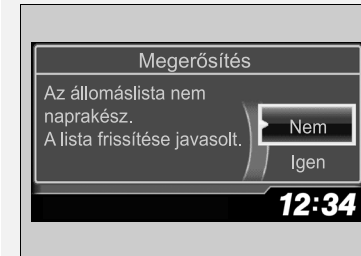 Megerősítés
Az állomáslista nem
naprakész.
A lista frissítése javasolt.
Nem
Igen
12:34